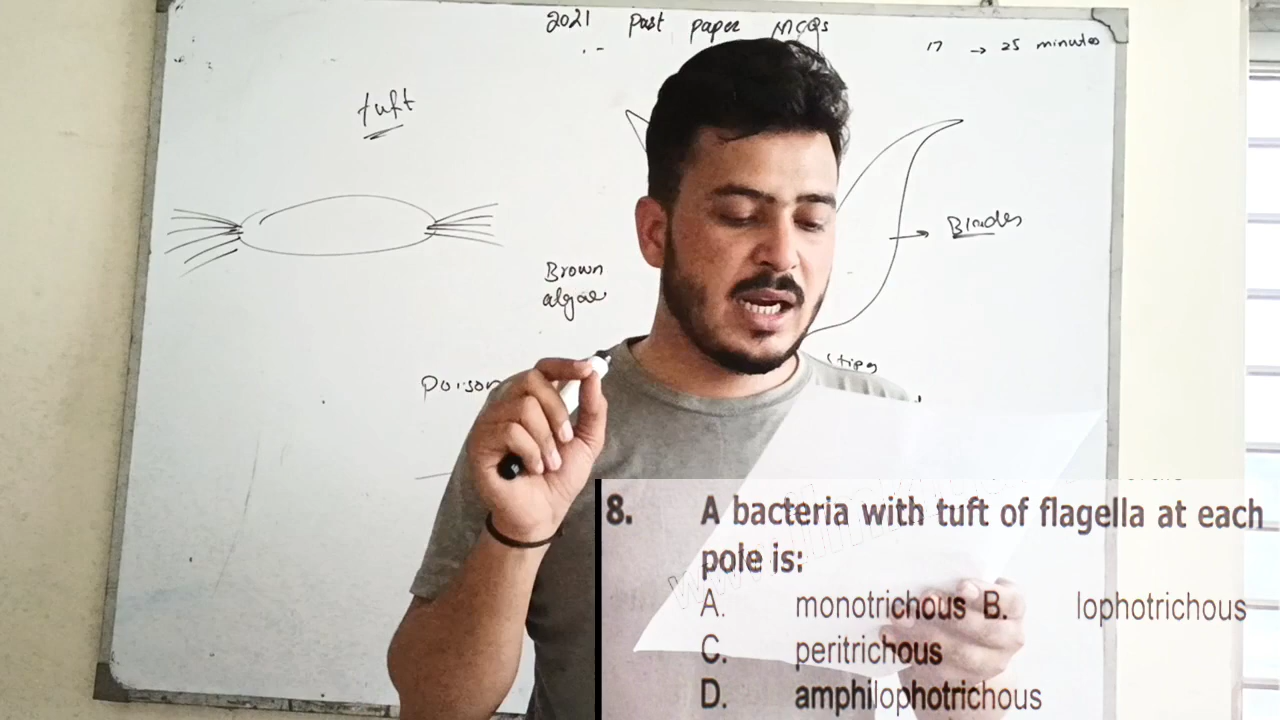 2021 Past paper MCQs
17 → 25 minutes
tuft
Blades
Brown
algae
Poison
8. A bacteria with tuft of flagella at each
pole is:
A. monotrichous B. lophotrichous
C. peritrichous
D. amphilophotrichous